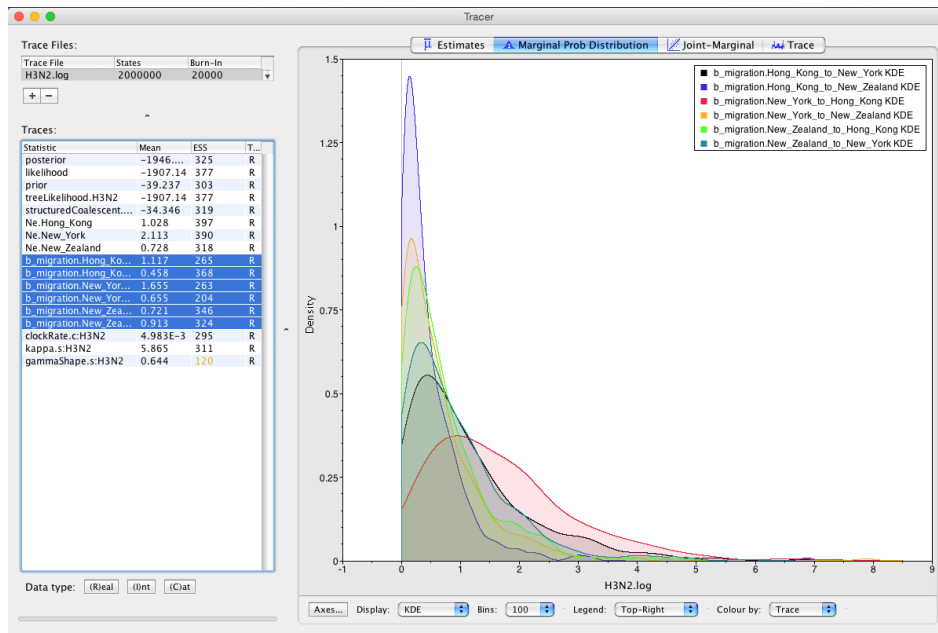 Tracer
Trace Files:
Trace File States Burn-In
H3N2.log 2000000 20000
+ −
Traces:
Statistic Mean ESS T...
posterior −1946.... 325 R
likelihood −1907.14 377 R
prior −39.237 303 R
treeLikelihood.H3N2 −1907.14 377 R
structuredCoalescent.... −34.346 319 R
Ne.Hong_Kong 1.028 397 R
Ne.New_York 2.113 390 R
Ne.New_Zealand 0.728 318 R
b_migration.Hong_Ko... 1.117 265 R
b_migration.Hong_Ko... 0.458 368 R
b_migration.New_Yor... 1.655 263 R
b_migration.New_Yor... 0.655 204 R
b_migration.New_Zea... 0.721 346 R
b_migration.New_Zea... 0.913 324 R
clockRate.c:H3N2 4.983E−3 295 R
kappa.s:H3N2 5.865 311 R
gammaShape.s:H3N2 0.644 120 R
Data type: (R)eal (I)nt (C)at
μ Estimates Marginal Prob Distribution Joint-Marginal Trace
b_migration.Hong_Kong_to_New_York KDE
b_migration.Hong_Kong_to_New_Zealand KDE
b_migration.New_York_to_Hong_Kong KDE
b_migration.New_York_to_New_Zealand KDE
b_migration.New_Zealand_to_Hong_Kong KDE
b_migration.New_Zealand_to_New_York KDE
1.5
1.25
1
0.75
0.5
0.25
0
Density
-1 0 1 2 3 4 5 6 7 8 9
H3N2.log
Axes... Display: KDE Bins: 100 Legend: Top-Right Colour by: Trace